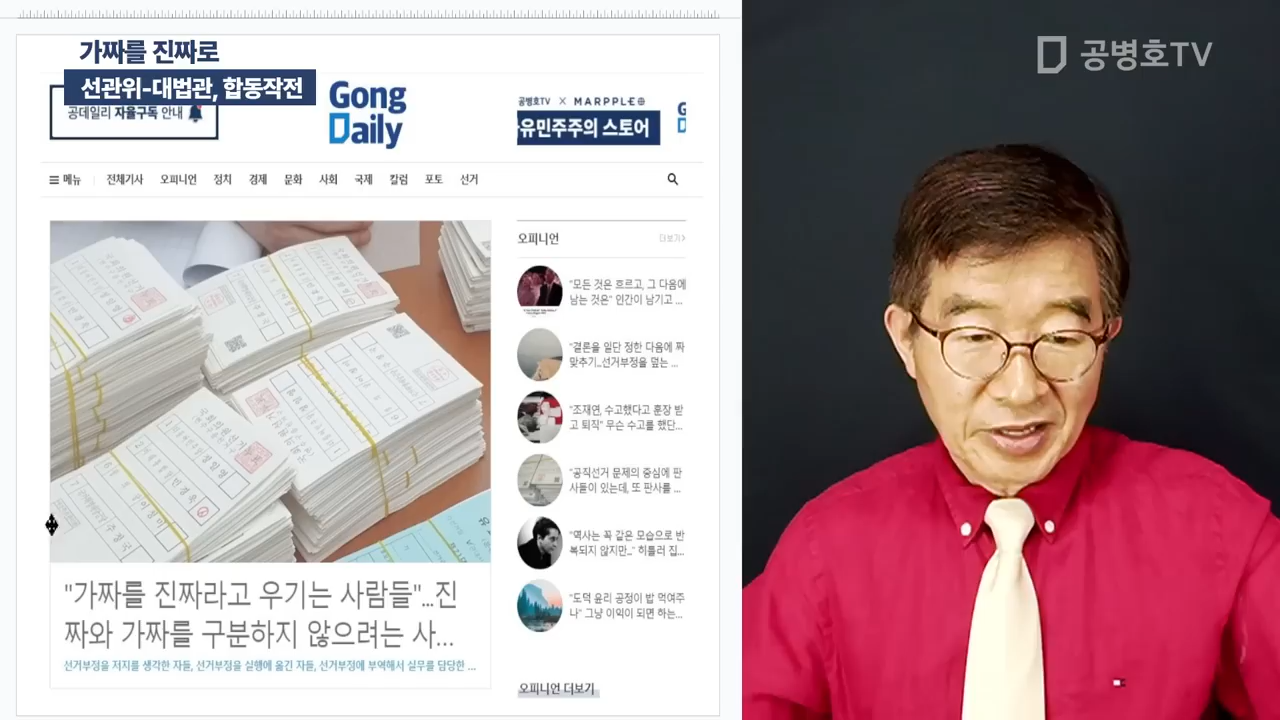 가짜를 진짜로
선관위-대법관, 합동작전
공병호TV
공데일리 자율구독 안내
Gong
Daily
공병호TV × MARPPLE
유민주주의 스토어
G
D
메뉴
전체기사 오피니언 정치 경제 문화 사회 국제 칼럼 포토 선거
오피니언
더보기
"모든 것은 흐르고, 그 다음에
남는 것은" 인간이 남기고 ...
"결론을 일단 정한 다음에 짜
맞추기...선거부정을 덮는 ...
"조재연, 수고했다고 훈장 받
고 퇴직" 무슨 수고를 했단...
"공직선거 문제의 중심에 판
사들이 있는데, 또 판사를 ...
"역사는 꼭 같은 모습으로 반
복되지 않지만.." 히틀러 집...
"도덕 윤리 공정이 밥 먹여주
나" 그냥 이익이 되면 하는...
오피니언 더보기
"가짜를 진짜라고 우기는 사람들"...진
짜와 가짜를 구분하지 않으려는 사...
선거부정을 저지를 생각한 자들, 선거부정을 실행에 옮긴 자들, 선거부정에 부역해서 실무를 담당한 ...